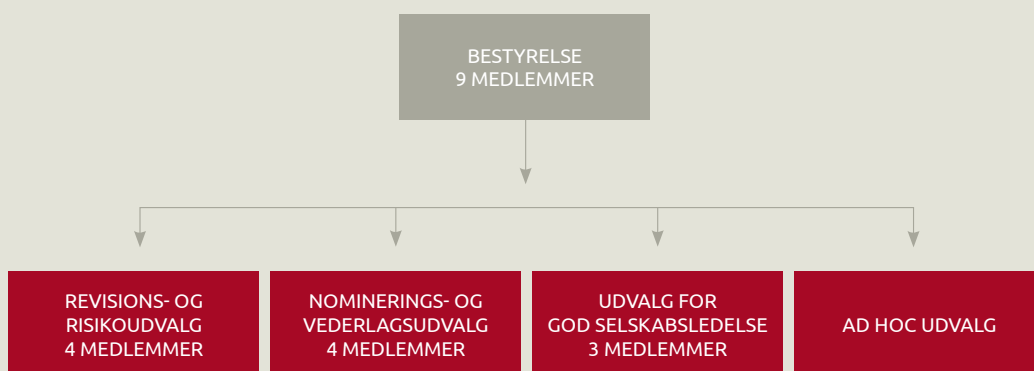 BESTYRELSE
9 MEDLEMMER
REVISIONS- OG
RISIKOUDVALG
4 MEDLEMMER
NOMINERINGS- OG
VEDERLAGSUDVALG
4 MEDLEMMER
UDVALG FOR
GOD SELSKABSLEDELSE
3 MEDLEMMER
AD HOC UDVALG